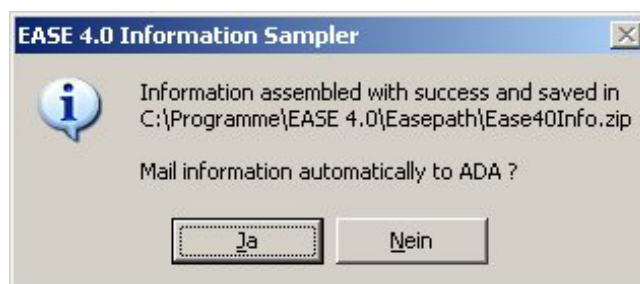 EASE 4.0 Information Sampler
Information assembled with success and saved in
C:\Programme\EASE 4.0\Easepath\Ease40Info.zip
Mail information automatically to ADA ?
Ja
Nein